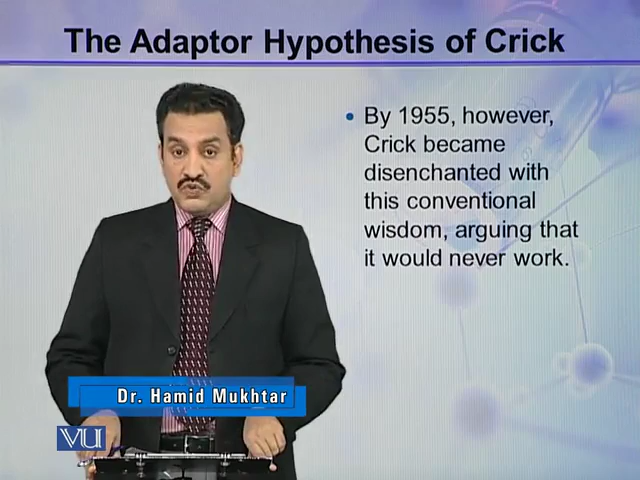 The Adaptor Hypothesis of Crick
• By 1955, however,
Crick became
disenchanted with
this conventional
wisdom, arguing that
it would never work.
Dr. Hamid Mukhtar
VU